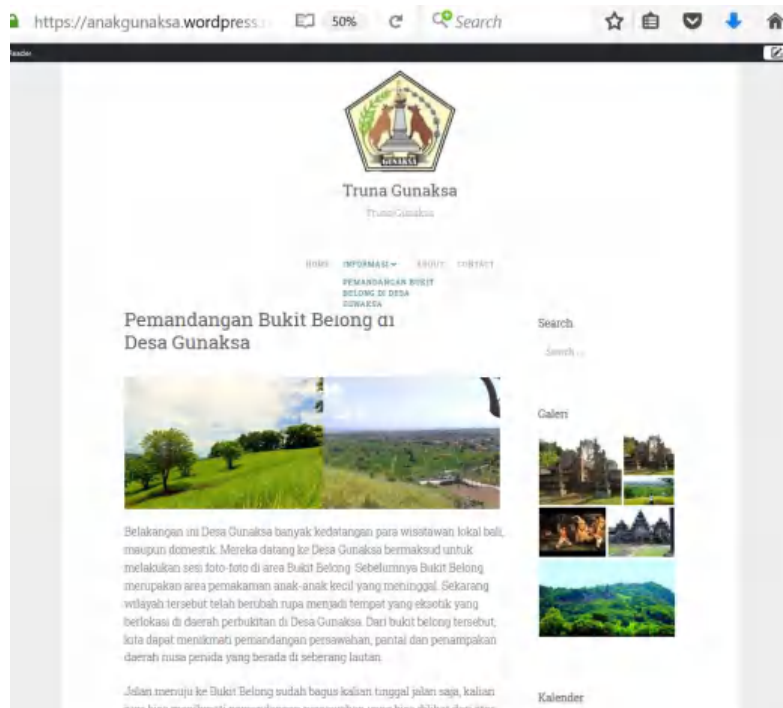 https://anakgunaksa.wordpress.
50%
Search
Reader
GUNAKSA
Truna Gunaksa
Truna Gunaksa
HOME INFORMASI ABOUT CONTACT
PEMANDANGAN BUKIT
BELONG DI DESA
GUNAKSA
Pemandangan Bukit Belong di
Desa Gunaksa
Belakangan ini Desa Gunaksa banyak kedatangan para wisatawan lokal bali,
maupun domestik. Mereka datang ke Desa Gunaksa bermaksud untuk
melakukan sesi foto-foto di area Bukit Belong. Sebelumnya Bukit Belong
merupakan area pemakaman anak-anak kecil yang meninggal. Sekarang
wilayah tersebut telah berubah rupa menjadi tempat yang eksotik yang
berlokasi di daerah perbukitan di Desa Gunaksa. Dari bukit belong tersebut,
kita dapat menikmati pemandangan persawahan, pantai dan penampakan
daerah nusa penida yang berada di seberang lautan.
Jalan menuju ke Bukit Belong sudah bagus kalian tinggal jalan saja, kalian
Search
Search ...
Galeri
Kalender